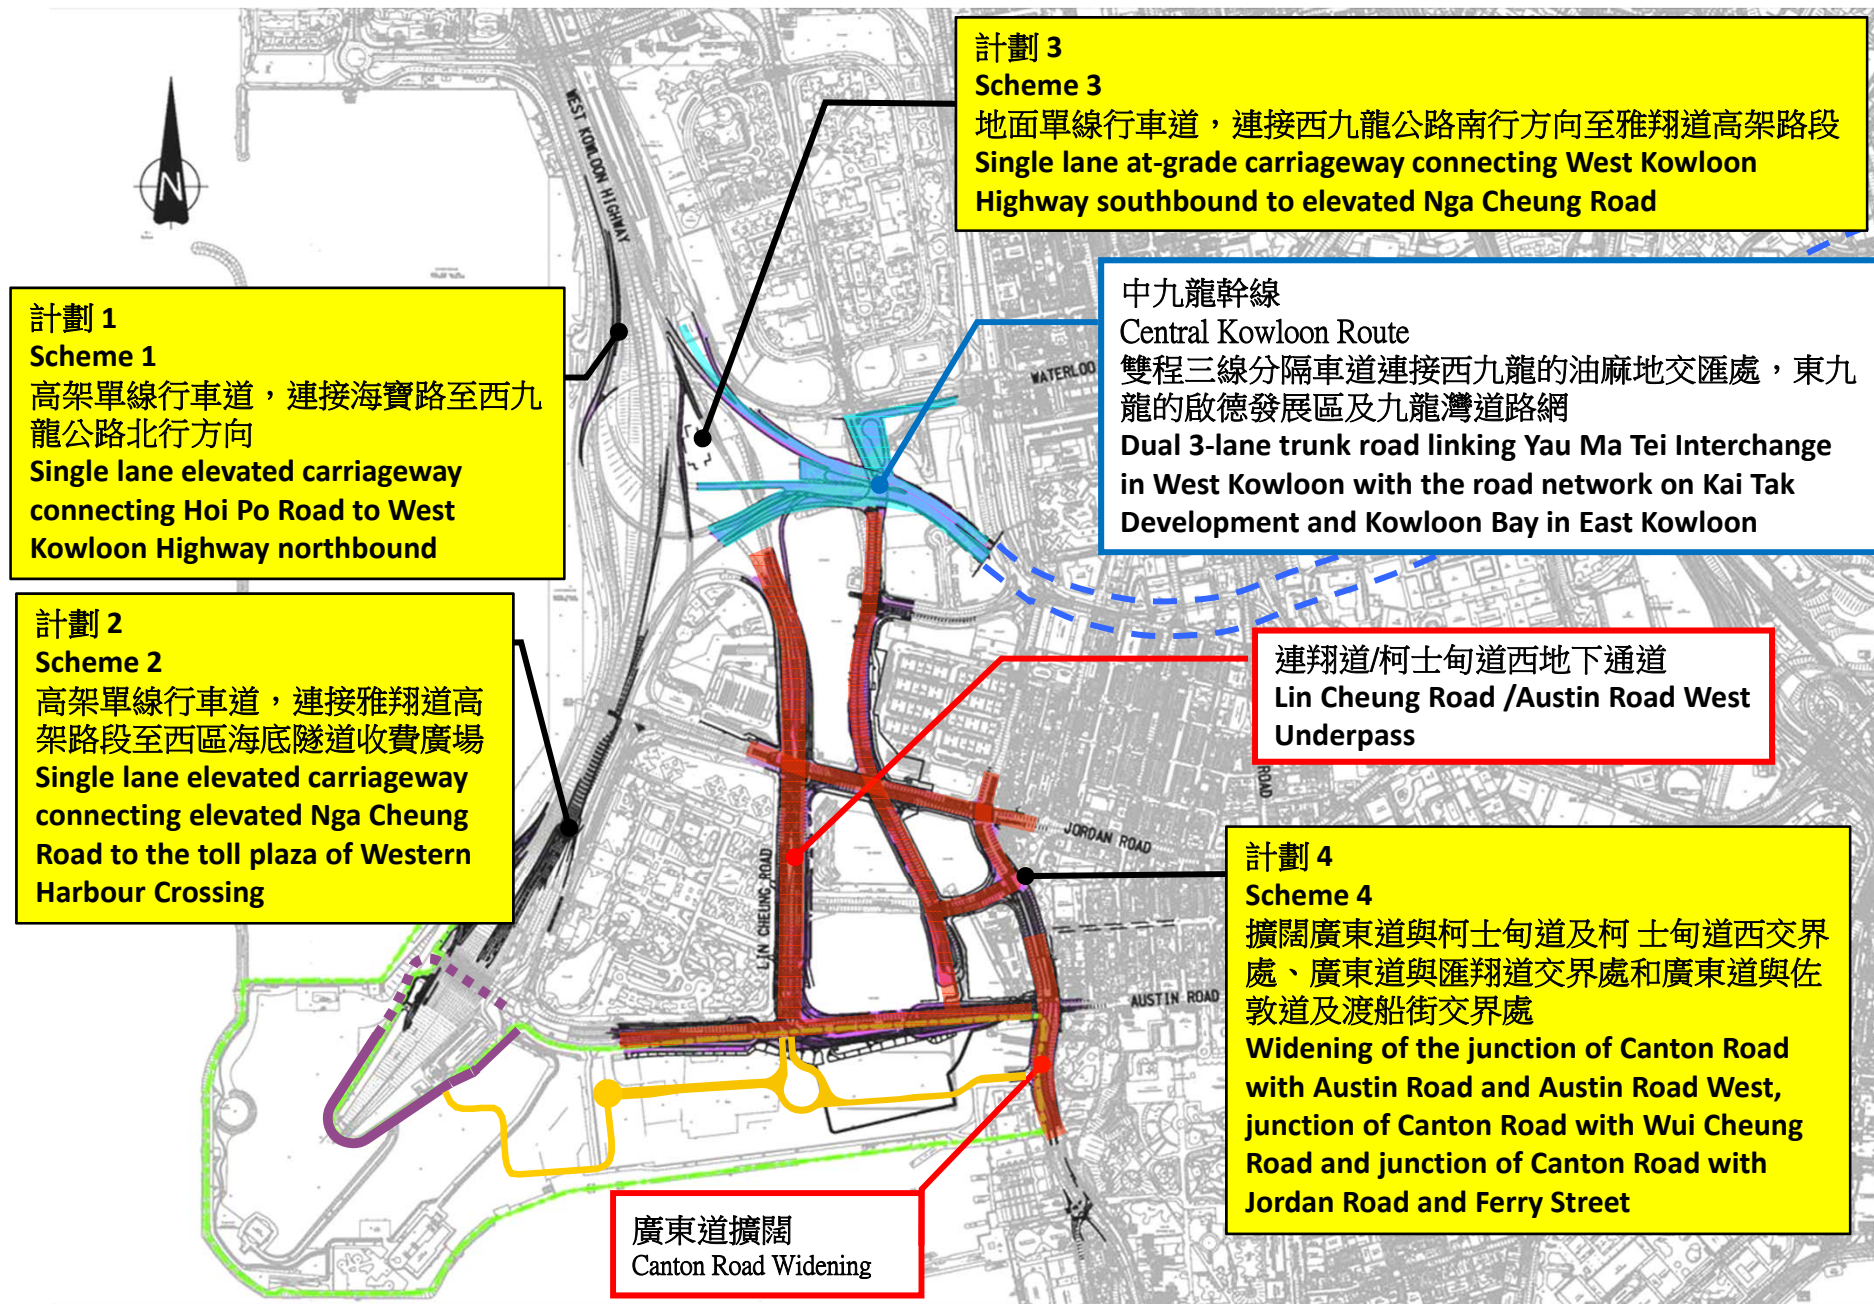 計劃 3
Scheme 3
地面單線行車道，連接西九龍公路南行方向至雅翔道高架路段
Single lane at-grade carriageway connecting West Kowloon
Highway southbound to elevated Nga Cheung Road
WEST KOWLOON HIGHWAY
N
中九龍幹線
Central Kowloon Route
雙程三線分隔車道連接西九龍的油麻地交匯處，東九
龍的啟德發展區及九龍灣道路網
Dual 3-lane trunk road linking Yau Ma Tei Interchange
in West Kowloon with the road network on Kai Tak
Development and Kowloon Bay in East Kowloon
計劃 1
Scheme 1
高架單線行車道，連接海寶路至西九
龍公路北行方向
Single lane elevated carriageway
connecting Hoi Po Road to West
Kowloon Highway northbound
WATERLOO
計劃 2
Scheme 2
高架單線行車道，連接雅翔道高
架路段至西區海底隧道收費廣場
Single lane elevated carriageway
connecting elevated Nga Cheung
Road to the toll plaza of Western
Harbour Crossing
連翔道/柯士甸道西地下通道
Lin Cheung Road /Austin Road West
Underpass
ROAD
JORDAN ROAD
LIN CHEUNG ROAD
AUSTIN ROAD
計劃 4
Scheme 4
擴闊廣東道與柯士甸道及柯 士甸道西交界
處、廣東道與匯翔道交界處和廣東道與佐
敦道及渡船街交界處
Widening of the junction of Canton Road
with Austin Road and Austin Road West,
junction of Canton Road with Wui Cheung
Road and junction of Canton Road with
Jordan Road and Ferry Street
廣東道擴闊
Canton Road Widening